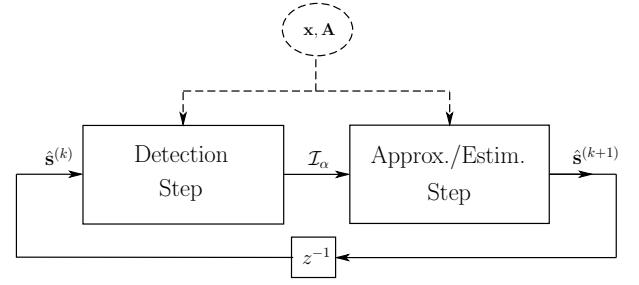 x, A
ŝ⁽ᵏ⁾
Detection
Step
𝓘_α
Approx./Estim.
Step
ŝ⁽ᵏ⁺¹⁾
z⁻¹